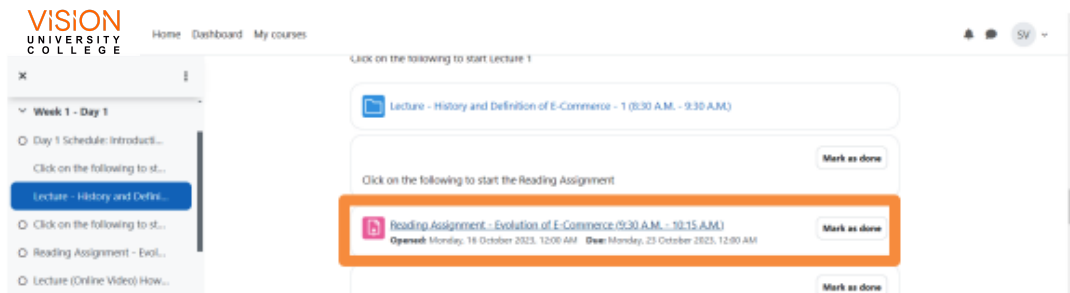 VISION
UNIVERSITY
COLLEGE
Home Dashboard My courses
SV
Click on the following to start Lecture 1
Week 1 - Day 1
Lecture - History and Definition of E-Commerce - 1 (8:30 A.M. - 9:30 A.M.)
Day 1 Schedule: Introducti...
Mark as done
Click on the following to st...
Click on the following to start the Reading Assignment
Lecture - History and Defini...
Click on the following to st...
Reading Assignment - Evolution of E-Commerce (9:30 A.M. - 10:15 A.M.)
Mark as done
Opened: Monday, 16 October 2023, 12:00 AM Due: Monday, 23 October 2023, 12:00 AM
Reading Assignment - Evol...
Lecture (Online Video) How...
Mark as done